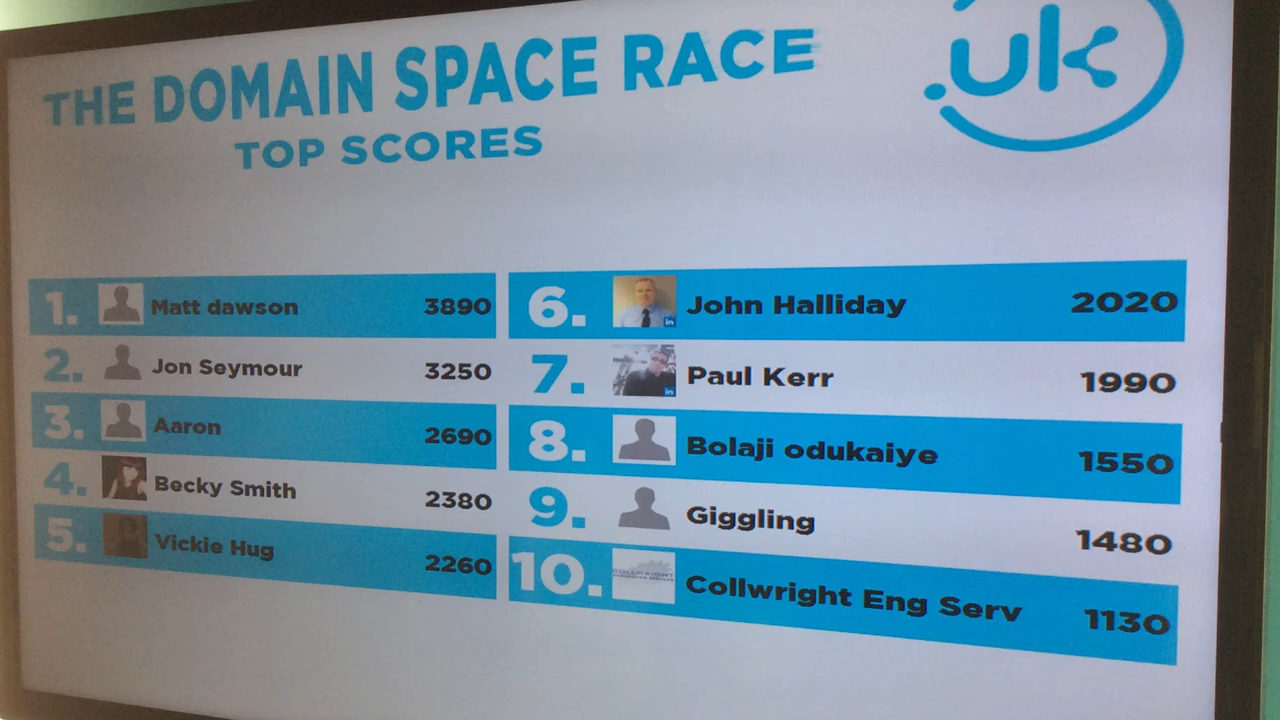 THE DOMAIN SPACE RACE
TOP SCORES
.uk
1. Matt dawson 3890
2. Jon Seymour 3250
3. Aaron 2690
4. Becky Smith 2380
5. Vickie Hug 2260
6. in John Halliday 2020
7. in Paul Kerr 1990
8. Bolaji odukaiye 1550
9. Giggling 1480
10. Collwright Eng Serv 1130